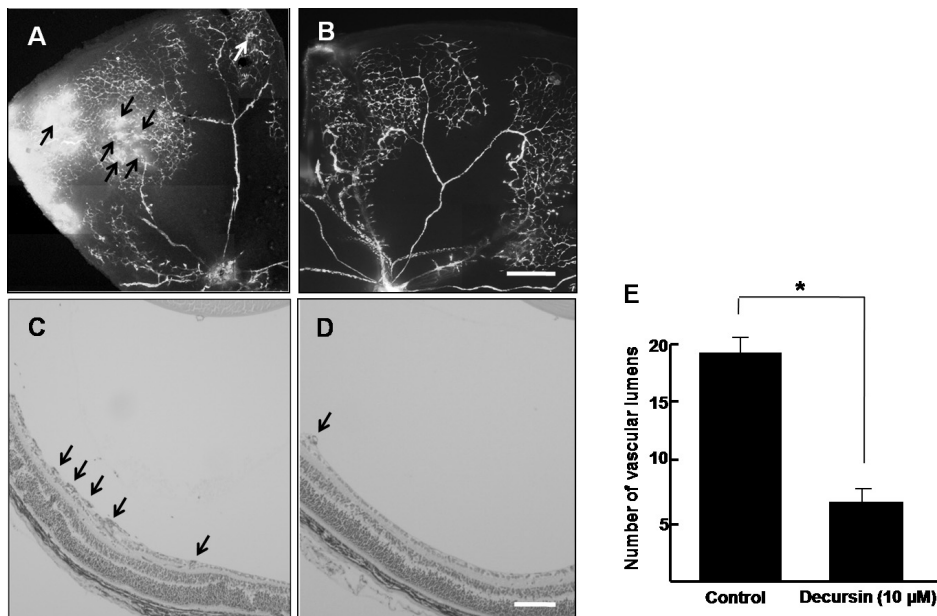 A
B
C
D
E
*
Number of vascular lumens
20
15
10
5
Control
Decursin (10 µM)